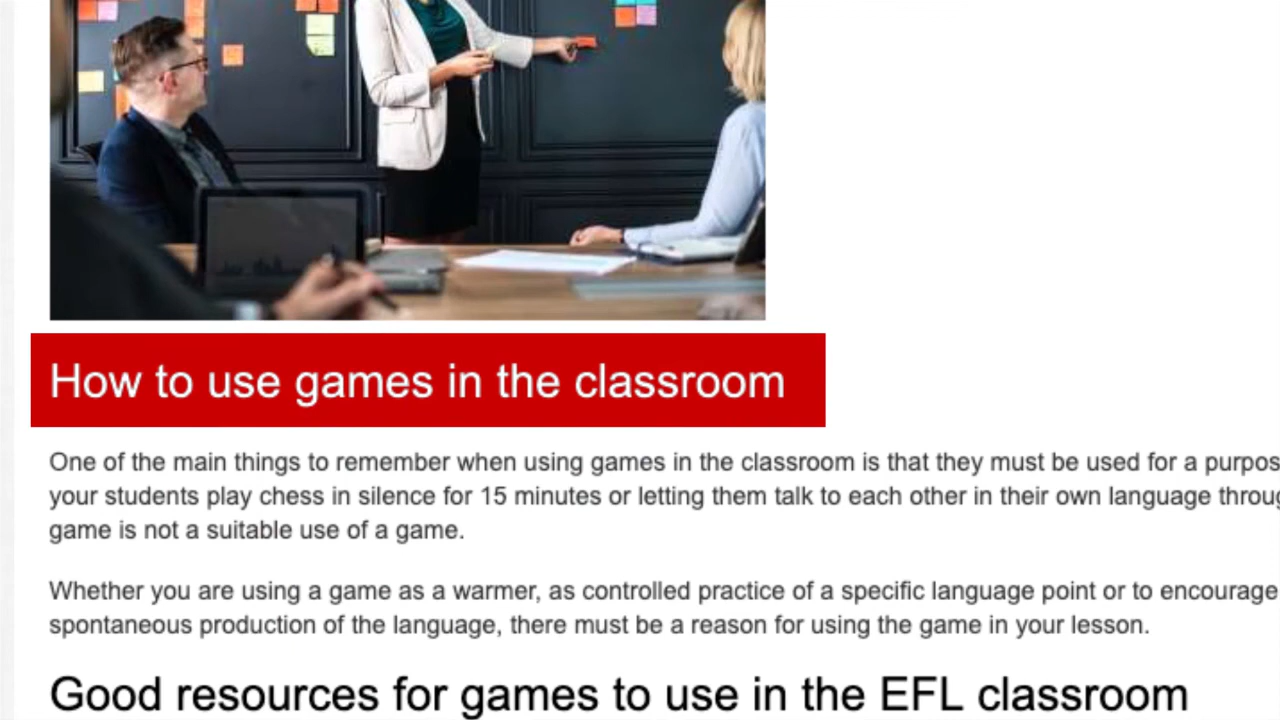 How to use games in the classroom
One of the main things to remember when using games in the classroom is that they must be used for a
your students play chess in silence for 15 minutes or letting them talk to each other in their own language
game is not a suitable use of a game.
Whether you are using a game as a warmer, as controlled practice of a specific language point or to encourage
spontaneous production of the language, there must be a reason for using the game in your lesson.
Good resources for games to use in the EFL classroom